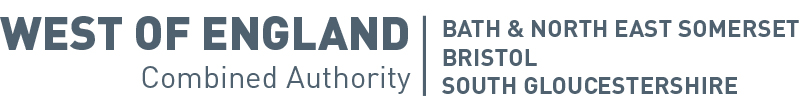 WEST OF ENGLAND
Combined Authority
BATH & NORTH EAST SOMERSET
BRISTOL
SOUTH GLOUCESTERSHIRE